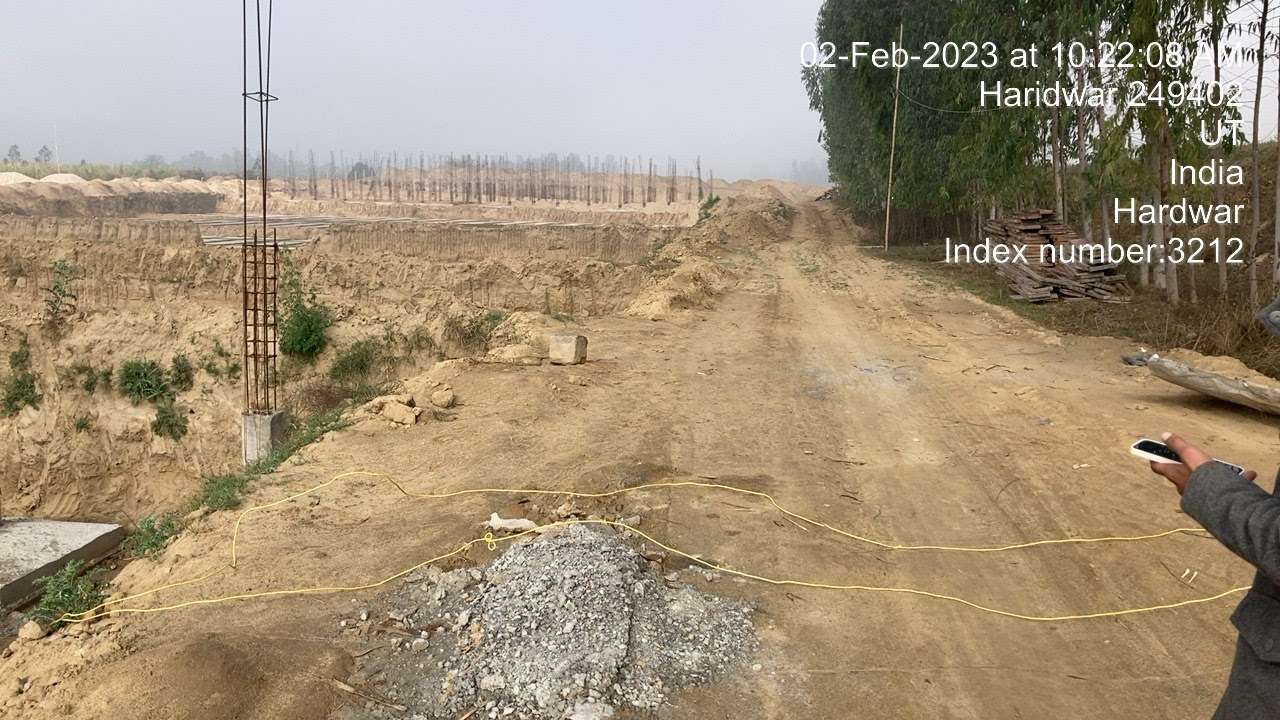 02-Feb-2023 at 10:22:08 AM
Haridwar 249402
UT
India
Hardwar
Index number:3212